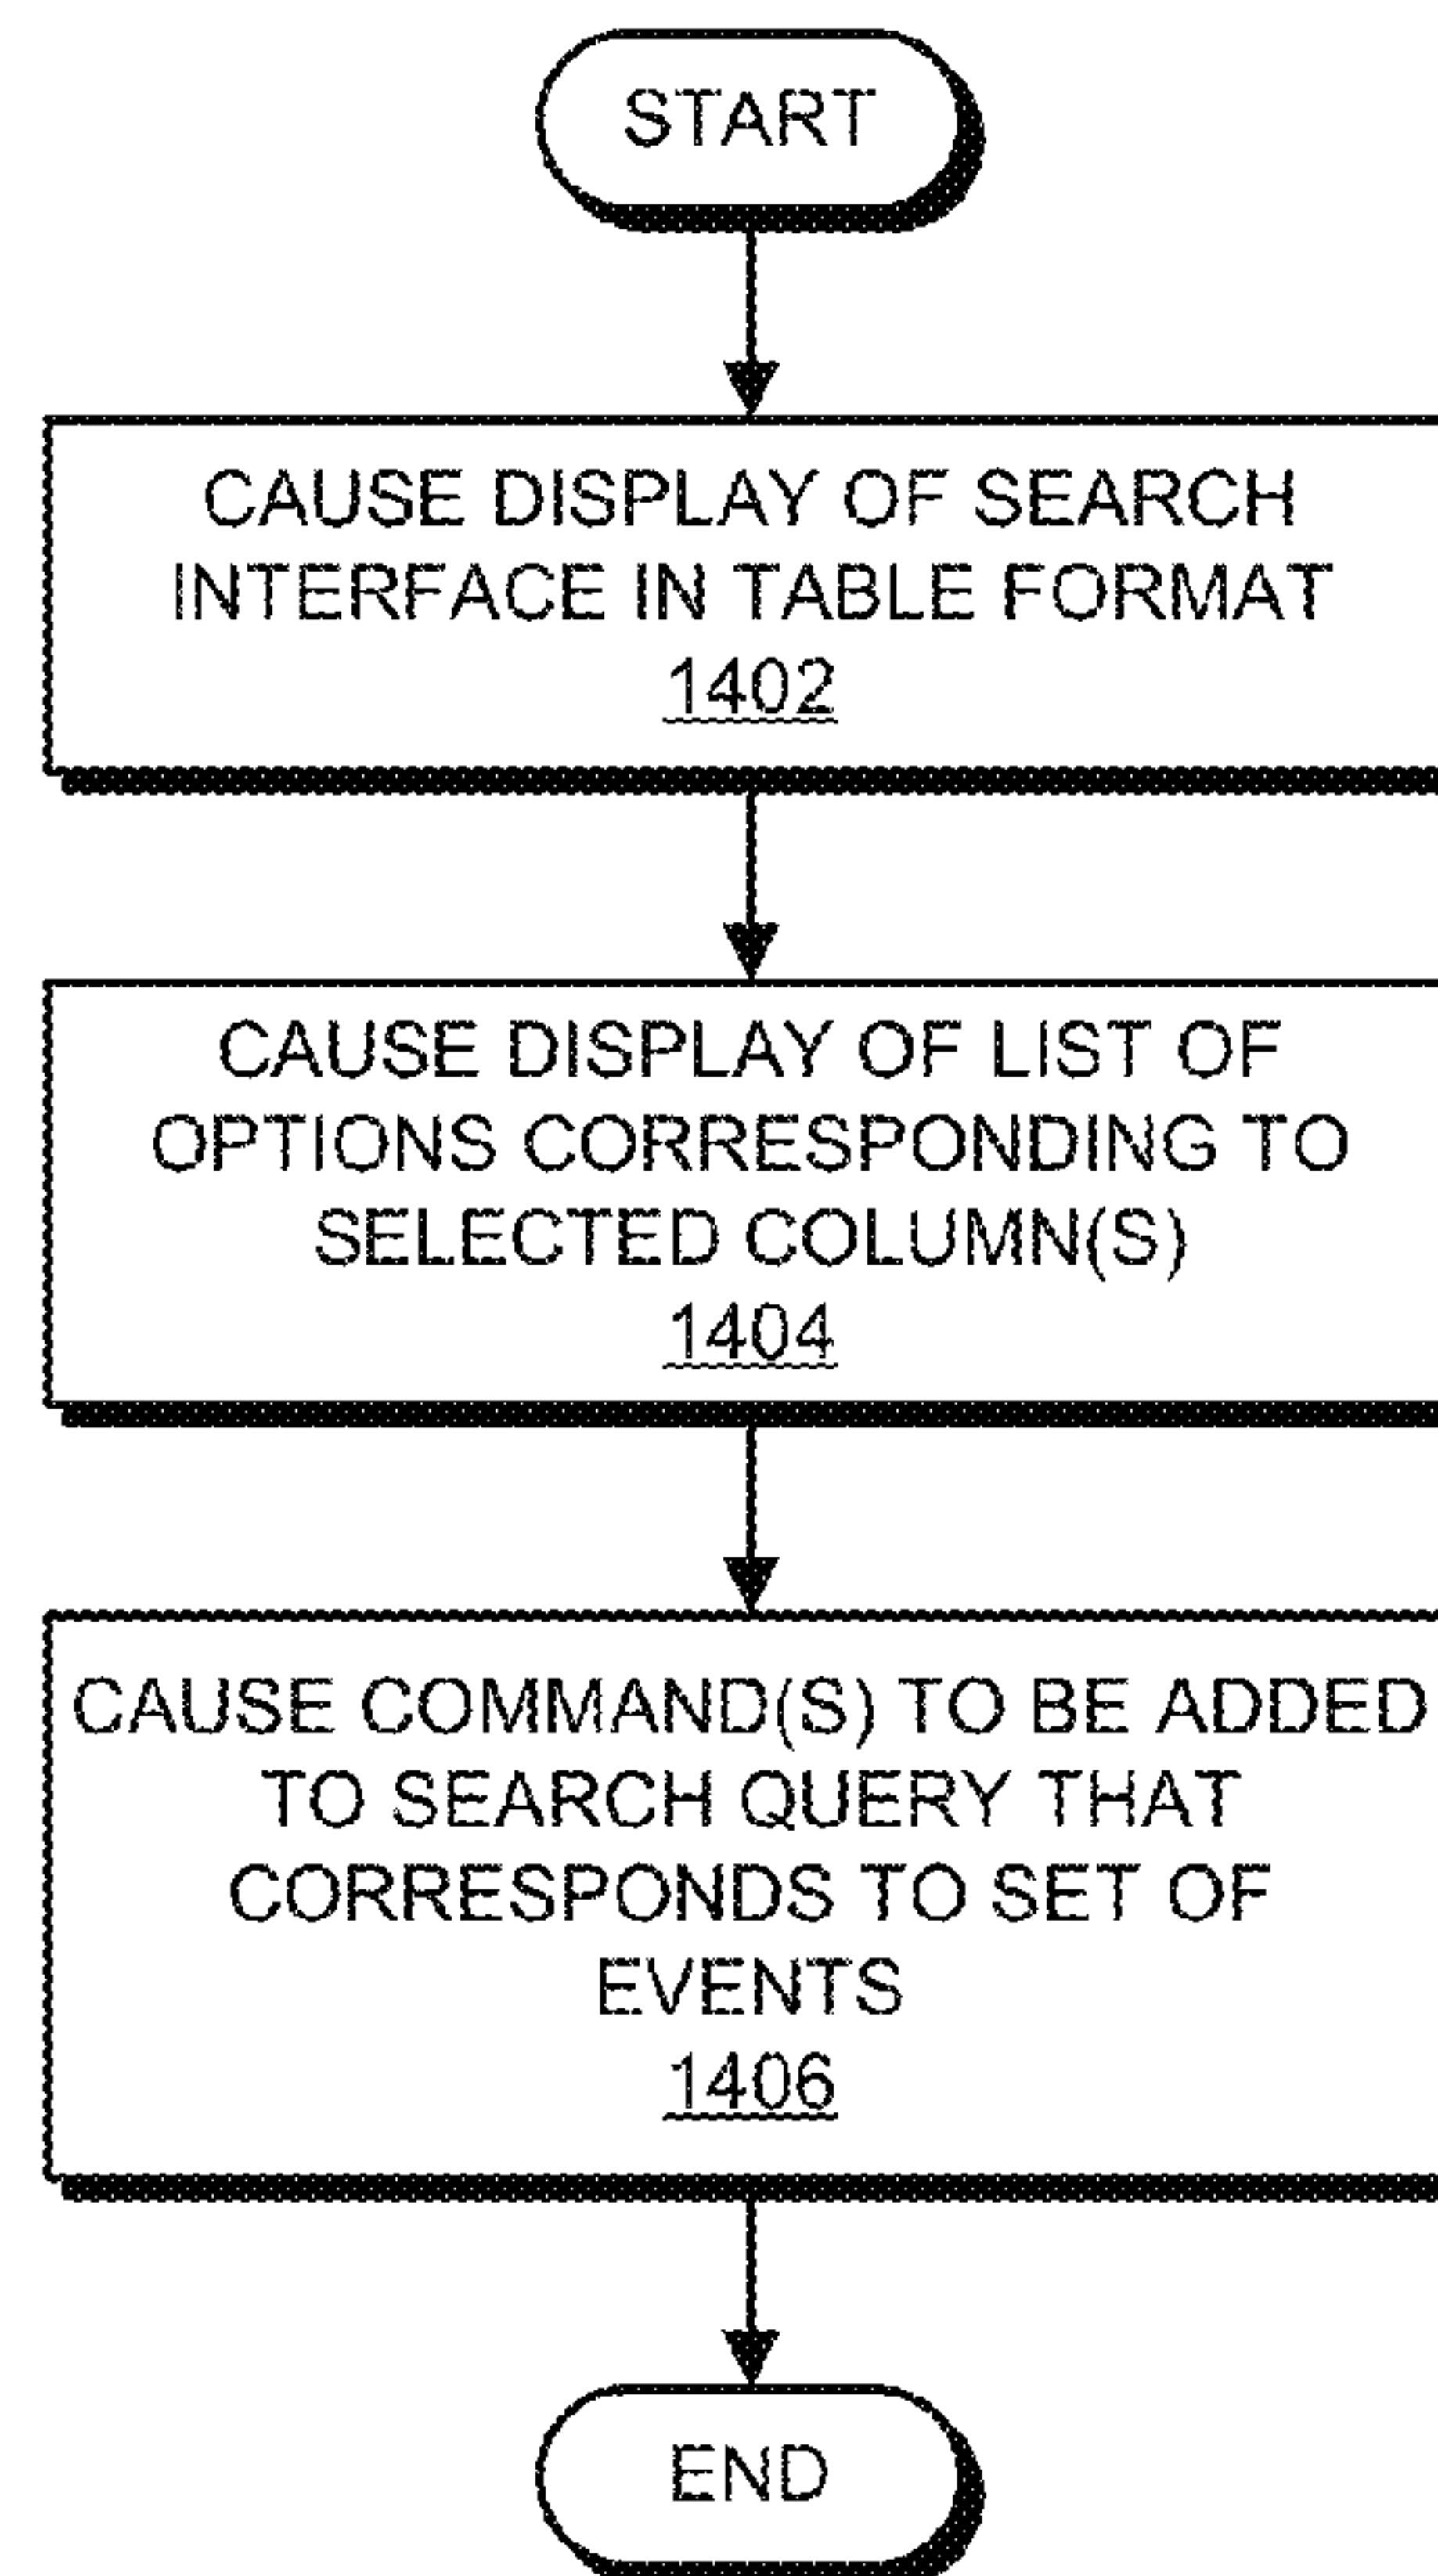 START
CAUSE DISPLAY OF SEARCH
INTERFACE IN TABLE FORMAT
1402
CAUSE DISPLAY OF LIST OF
OPTIONS CORRESPONDING TO
SELECTED COLUMN(S)
1404
CAUSE COMMAND(S) TO BE ADDED
TO SEARCH QUERY THAT
CORRESPONDS TO SET OF
EVENTS
1406
END